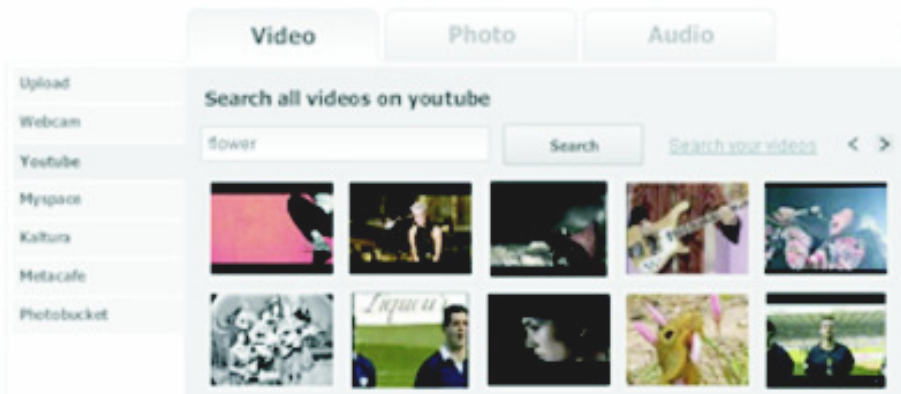 Video Photo Audio
Upload
Webcam
Youtube
Myspace
Kaltura
Metacafe
Photobucket
Search all videos on youtube
flower Search Search your videos < >